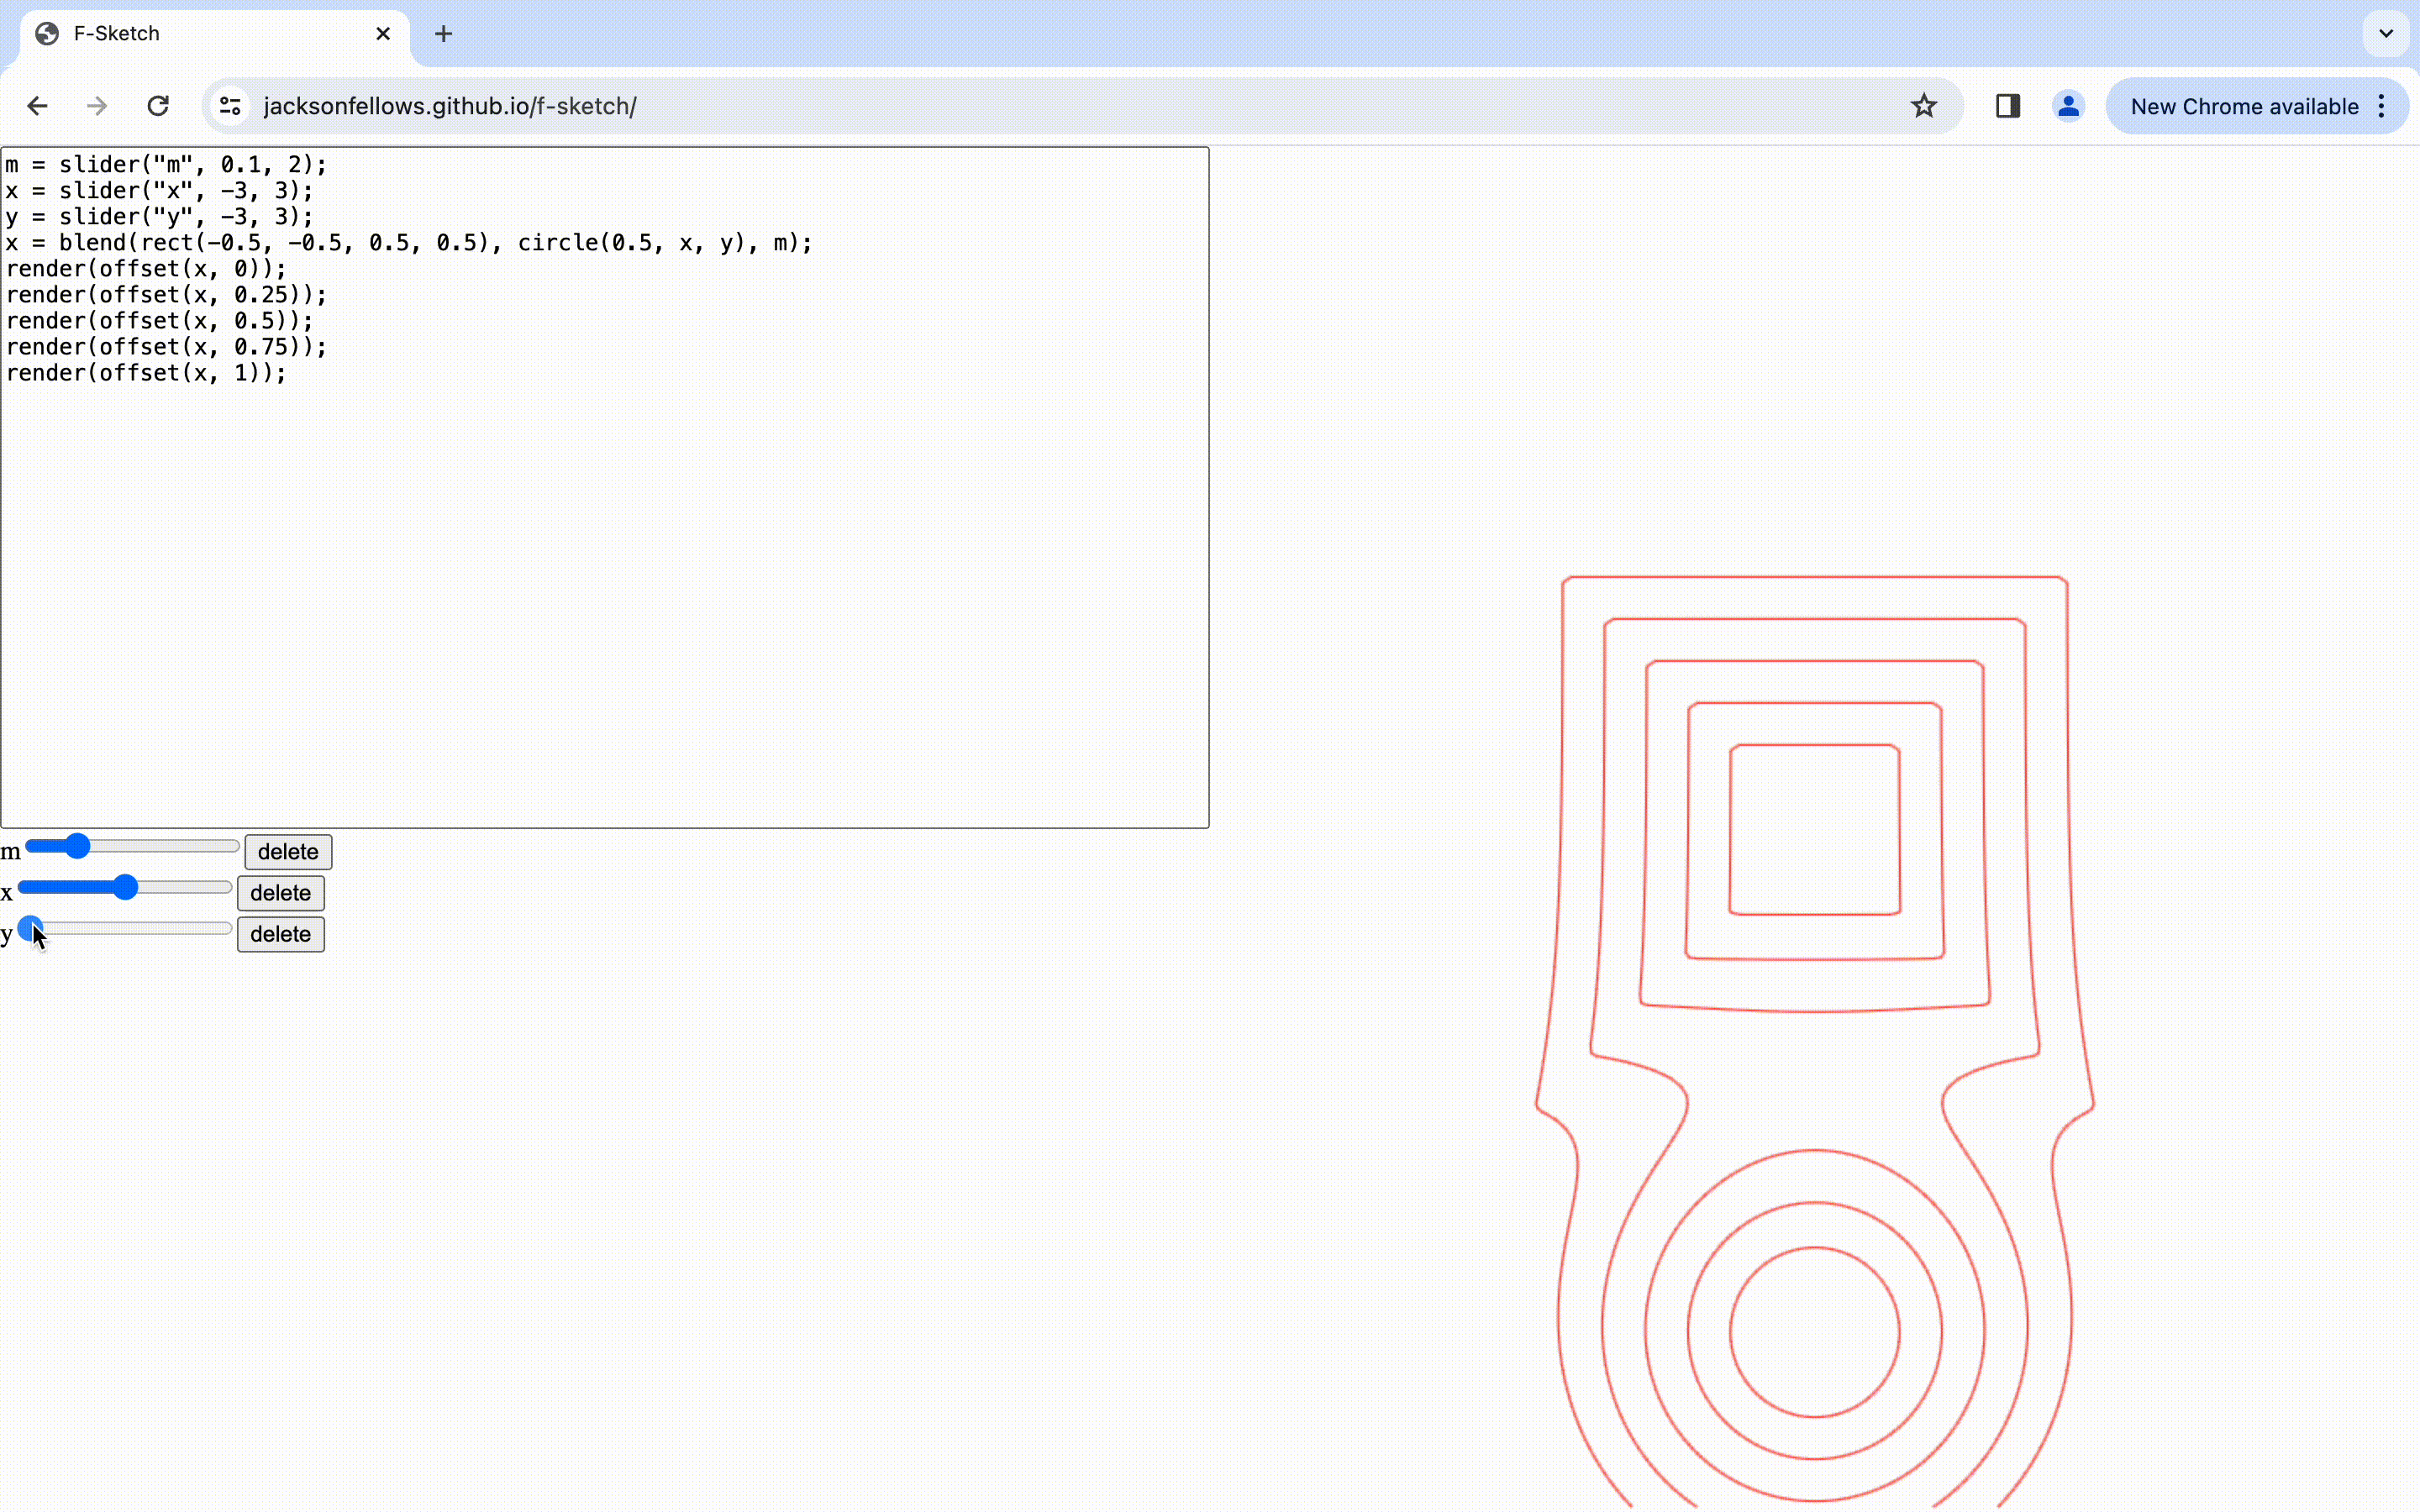 F-Sketch
jacksonfellows.github.io/f-sketch/
New Chrome available
m = slider("m", 0.1, 2);
x = slider("x", -3, 3);
y = slider("y", -3, 3);
x = blend(rect(-0.5, -0.5, 0.5, 0.5), circle(0.5, x, y), m);
render(offset(x, 0));
render(offset(x, 0.25));
render(offset(x, 0.5));
render(offset(x, 0.75));
render(offset(x, 1));
m delete
x delete
y delete